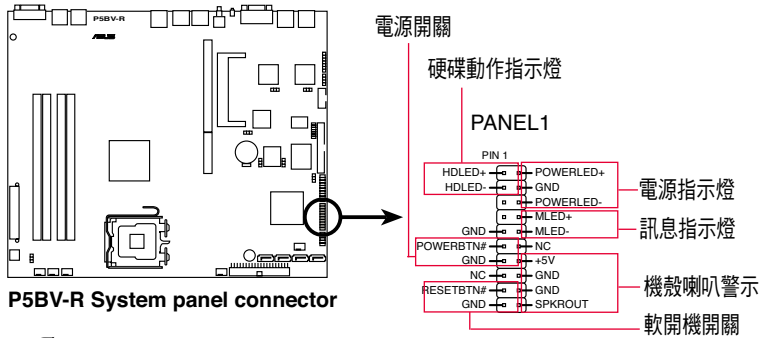 P5BV-R
ASUS
電源開關
硬碟動作指示燈
PANEL1
PIN 1
HDLED+ POWERLED+
HDLED- GND
POWERLED-
電源指示燈
MLED+
GND MLED-
訊息指示燈
POWERBTN# NC
GND +5V
NC GND
RESETBTN# GND
GND SPKROUT
機殼喇叭警示
軟開機開關
P5BV-R System panel connector